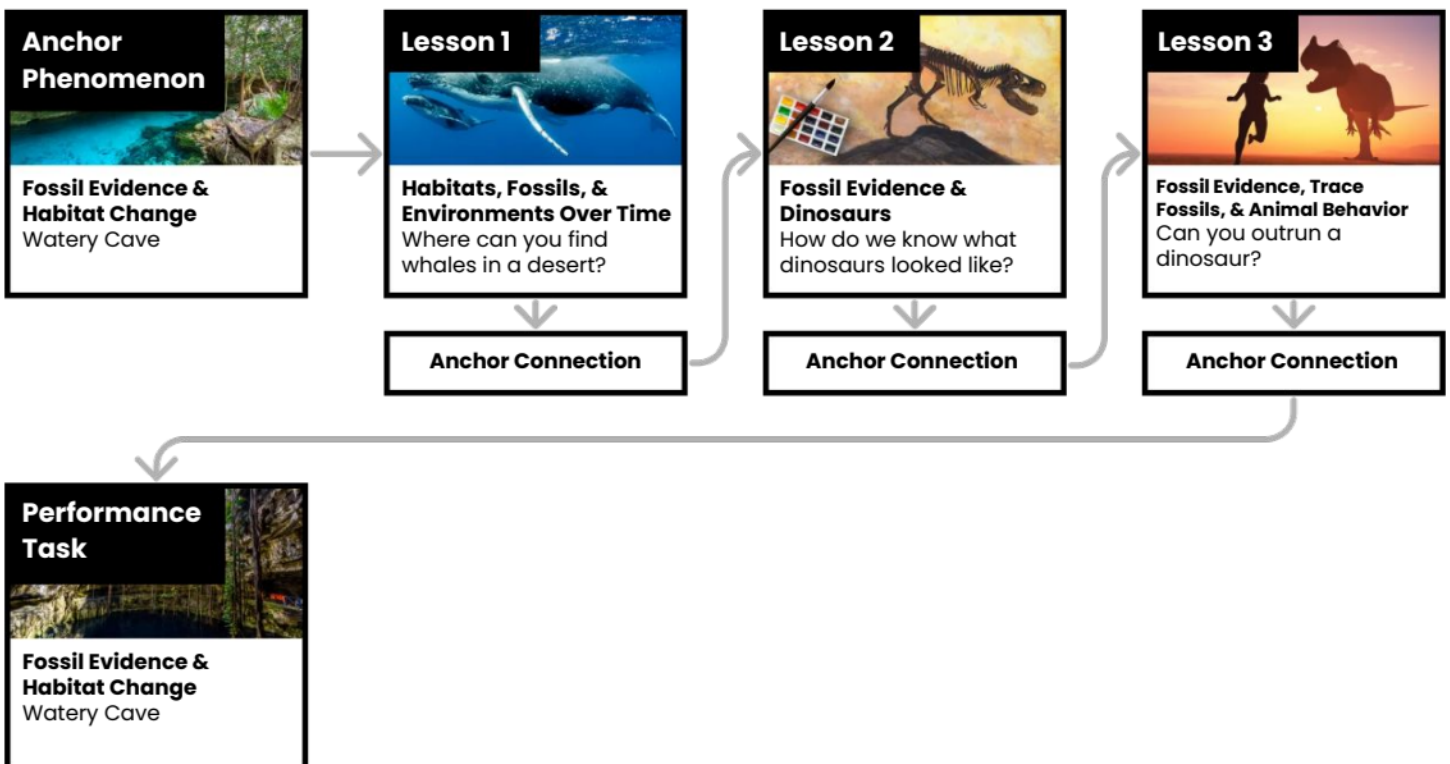 Anchor
Phenomenon
Fossil Evidence &
Habitat Change
Watery Cave
Lesson 1
Habitats, Fossils, &
Environments Over Time
Where can you find
whales in a desert?
Anchor Connection
Lesson 2
Fossil Evidence &
Dinosaurs
How do we know what
dinosaurs looked like?
Anchor Connection
Lesson 3
Fossil Evidence, Trace
Fossils, & Animal Behavior
Can you outrun a
dinosaur?
Anchor Connection
Performance
Task
Fossil Evidence &
Habitat Change
Watery Cave